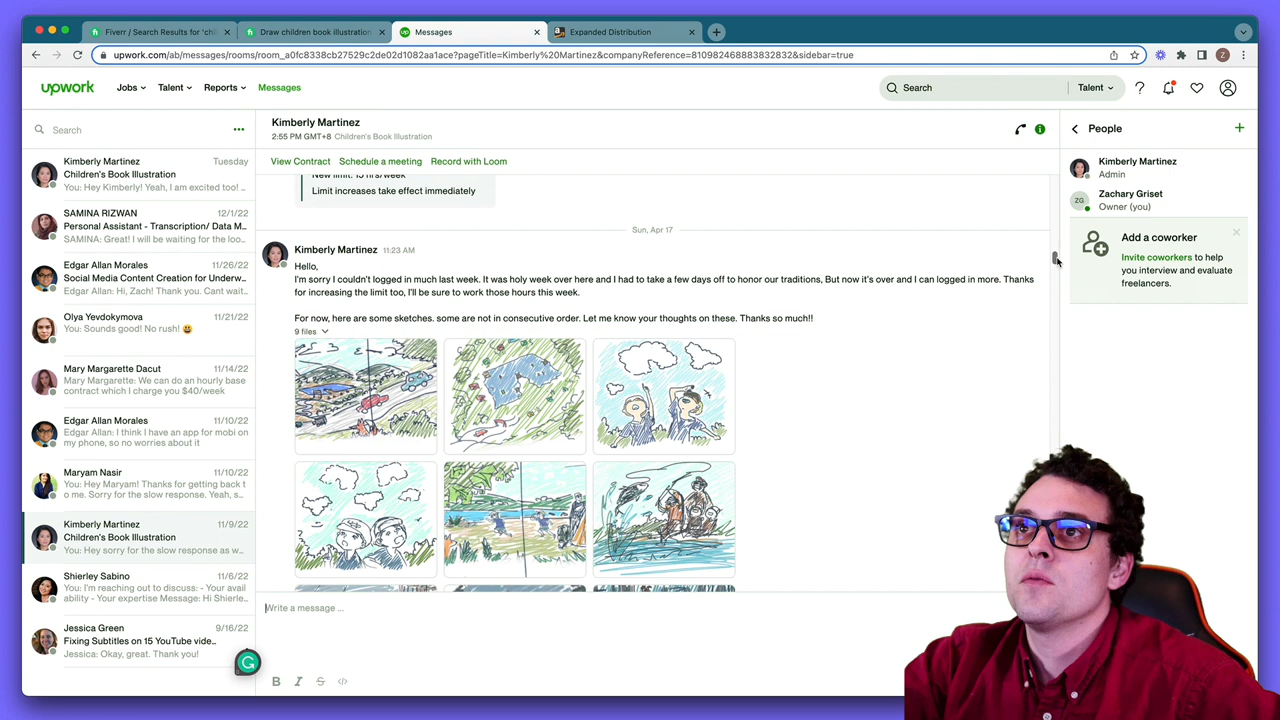 Fiverr / Search Results for 'chil
Draw children book illustration
Messages
Expanded Distribution
upwork.com/ab/messages/rooms/room_a0fc8338cb27529c2de02d1082aa1ace?pageTitle=Kimberly%20Martinez&companyReference=810982468883832832&sidebar=true
Z
upwork
Jobs
Talent
Reports
Messages
Search
Talent
?
Search
Kimberly Martinez
Tuesday
Children's Book Illustration
You: Hey Kimberly! Yeah, I am excited too! ...
SAMINA RIZWAN
12/1/22
Personal Assistant - Transcription/ Data M...
SAMINA: Great! I will be waiting for the loo...
Edgar Allan Morales
11/26/22
Social Media Content Creation for Underw...
Edgar Allan: Hi, Zach! Thank you. Cant wait...
Olya Yevdokymova
11/21/22
You: Sounds good! No rush! 😃
Mary Margarette Dacut
11/14/22
Mary Margarette: We can do an hourly base
contract which I charge you $40/week
Edgar Allan Morales
11/10/22
Edgar Allan: I think I have an app for mobi on
my phone, so no worries about it
Maryam Nasir
11/10/22
You: Hey Maryam! Thanks for getting back t
o me. Sorry for the slow response. Yeah, s...
Kimberly Martinez
11/9/22
Children's Book Illustration
You: Hey sorry for the slow response as w...
Shierley Sabino
11/6/22
You: I'm reaching out to discuss: - Your avail
ability - Your expertise Message: Hi Shierle...
Jessica Green
9/16/22
Fixing Subtitles on 15 YouTube vide...
Jessica: Okay, great. Thank you!
Kimberly Martinez
2:55 PM GMT+8 Children's Book Illustration
View Contract
Schedule a meeting
Record with Loom
New limit: 15 hrs/week
Limit increases take effect immediately
Sun, Apr 17
Kimberly Martinez 11:23 AM
Hello,
I'm sorry I couldn't logged in much last week. It was holy week over here and I had to take a few days off to honor our traditions, But now it's over and I can logged in more. Thanks
for increasing the limit too, I'll be sure to work those hours this week.
For now, here are some sketches. some are not in consecutive order. Let me know your thoughts on these. Thanks so much!!
9 files
Write a message ...
B I S </>
People
Kimberly Martinez
Admin
ZG
Zachary Griset
Owner (you)
Add a coworker
Invite coworkers to help
you interview and evaluate
freelancers.